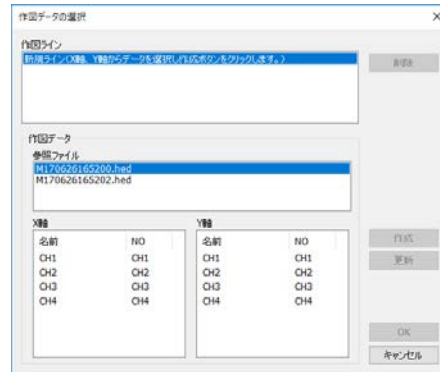 作図データの選択
作図ライン
新規ライン(X軸、Y軸からデータを選択し作成ボタンをクリックします。)
削除
作図データ
参照ファイル
M170626165200.hed
M170626165202.hed
X軸
Y軸
名前 NO 名前 NO
CH1 CH1 CH1 CH1
CH2 CH2 CH2 CH2
CH3 CH3 CH3 CH3
CH4 CH4 CH4 CH4
作成
更新
OK
キャンセル